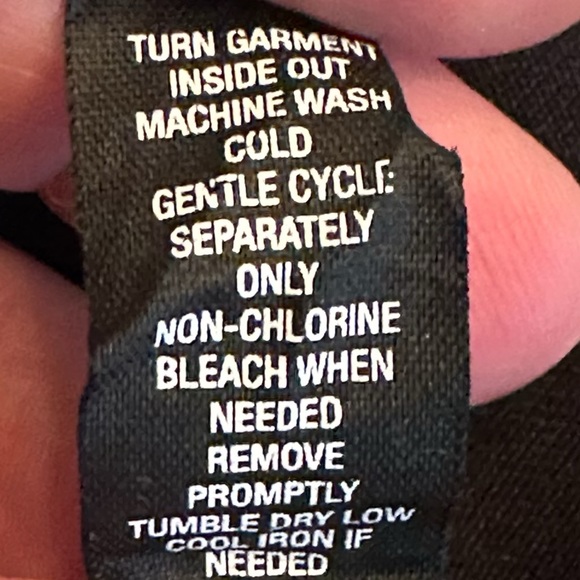 TURN GARMENT
INSIDE OUT
MACHINE WASH
COLD
GENTLE CYCLE
SEPARATELY
ONLY
NON-CHLORINE
BLEACH WHEN
NEEDED
REMOVE
PROMPTLY
TUMBLE DRY LOW
COOL IRON IF
NEEDED